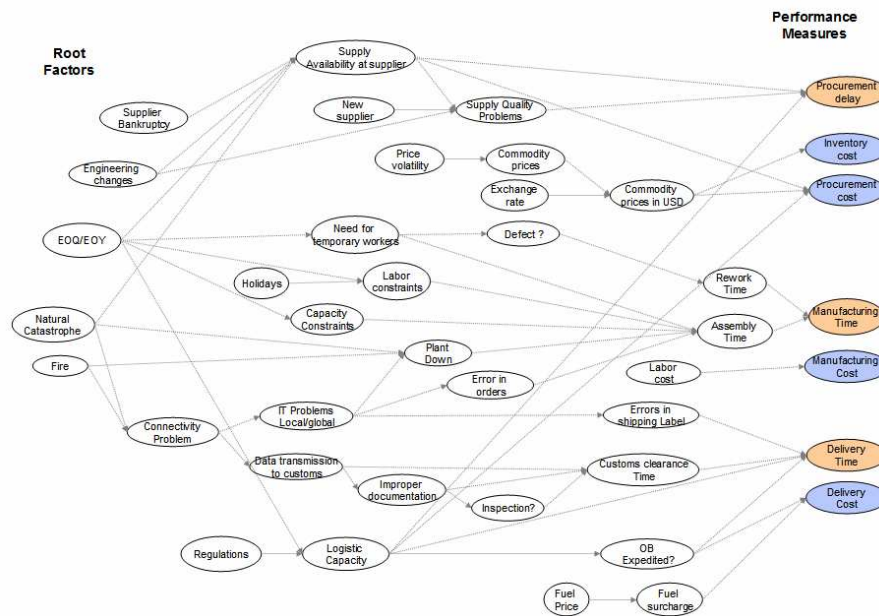 Performance
Measures
Root
Factors
Supply
Availability at supplier
Procurement
delay
Supplier
Bankruptcy
New
supplier
Supply Quality
Problems
Inventory
cost
Price
volatility
Commodity
prices
Engineering
changes
Exchange
rate
Commodity
prices in USD
Procurement
cost
EOQ/EOY
Need for
temporary workers
Defect ?
Holidays
Labor
constraints
Rework
Time
Natural
Catastrophe
Capacity
Constraints
Assembly
Time
Manufacturing
Time
Fire
Plant
Down
Labor
cost
Manufacturing
Cost
Error in
orders
IT Problems
Local/global
Errors in
shipping Label
Connectivity
Problem
Delivery
Time
Data transmission
to customs
Improper
documentation
Customs clearance
Time
Delivery
Cost
Inspection?
Regulations
Logistic
Capacity
OB
Expedited?
Fuel
Price
Fuel
surcharge